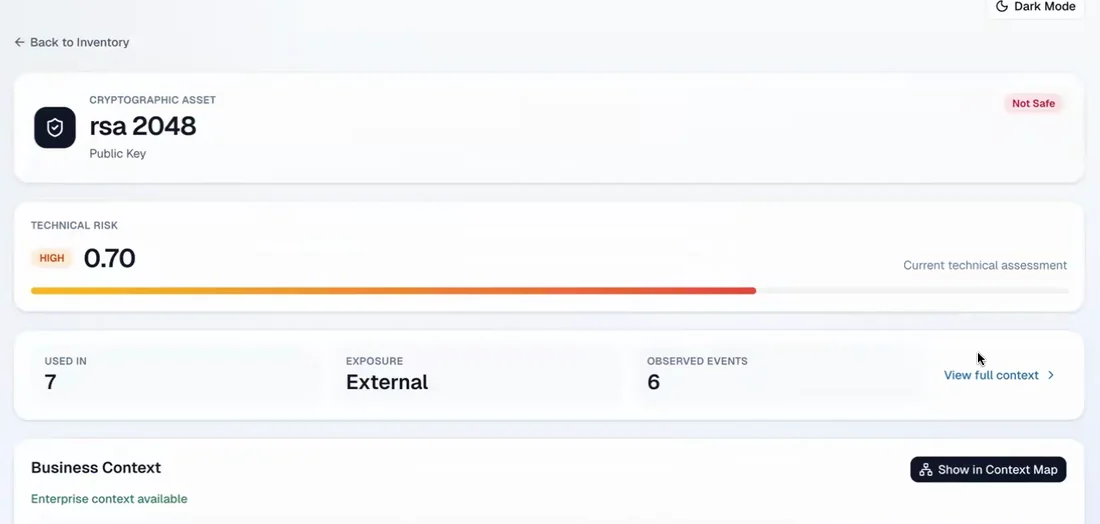 Dark Mode
Back to Inventory
CRYPTOGRAPHIC ASSET
rsa 2048
Public Key
Not Safe
TECHNICAL RISK
HIGH 0.70
Current technical assessment
USED IN
7
EXPOSURE
External
OBSERVED EVENTS
6
View full context
Business Context
Show in Context Map
Enterprise context available